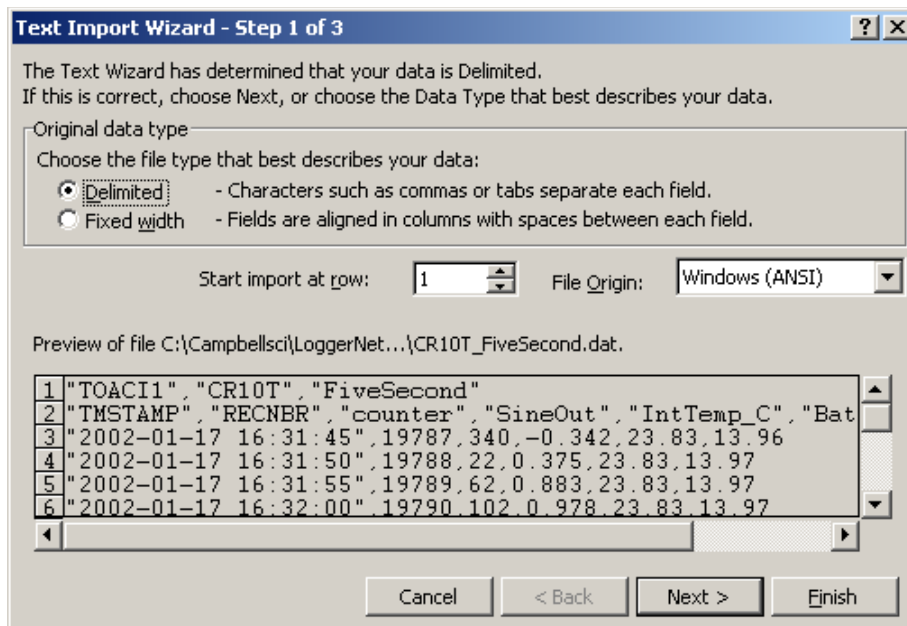 Text Import Wizard - Step 1 of 3
The Text Wizard has determined that your data is Delimited.
If this is correct, choose Next, or choose the Data Type that best describes your data.
Original data type
Choose the file type that best describes your data:
Delimited - Characters such as commas or tabs separate each field.
Fixed width - Fields are aligned in columns with spaces between each field.
Start import at row: 1 File Origin: Windows (ANSI)
Preview of file C:\Campbellsci\LoggerNet...\CR10T_FiveSecond.dat.
1 "TOACI1","CR10T","FiveSecond"
2 "TMSTAMP","RECNBR","counter","SineOut","IntTemp_C","Bat
3 "2002-01-17 16:31:45",19787,340,-0.342,23.83,13.96
4 "2002-01-17 16:31:50",19788,22,0.375,23.83,13.97
5 "2002-01-17 16:31:55",19789,62,0.883,23.83,13.97
6 "2002-01-17 16:32:00",19790,102,0.978,23.83,13.97
Cancel < Back Next > Finish